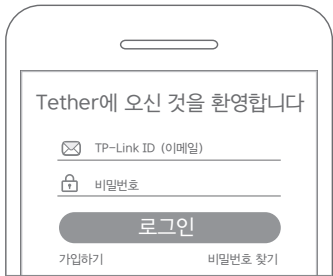 Tether에 오신 것을 환영합니다
TP-Link ID (이메일)
비밀번호
로그인
가입하기 비밀번호 찾기